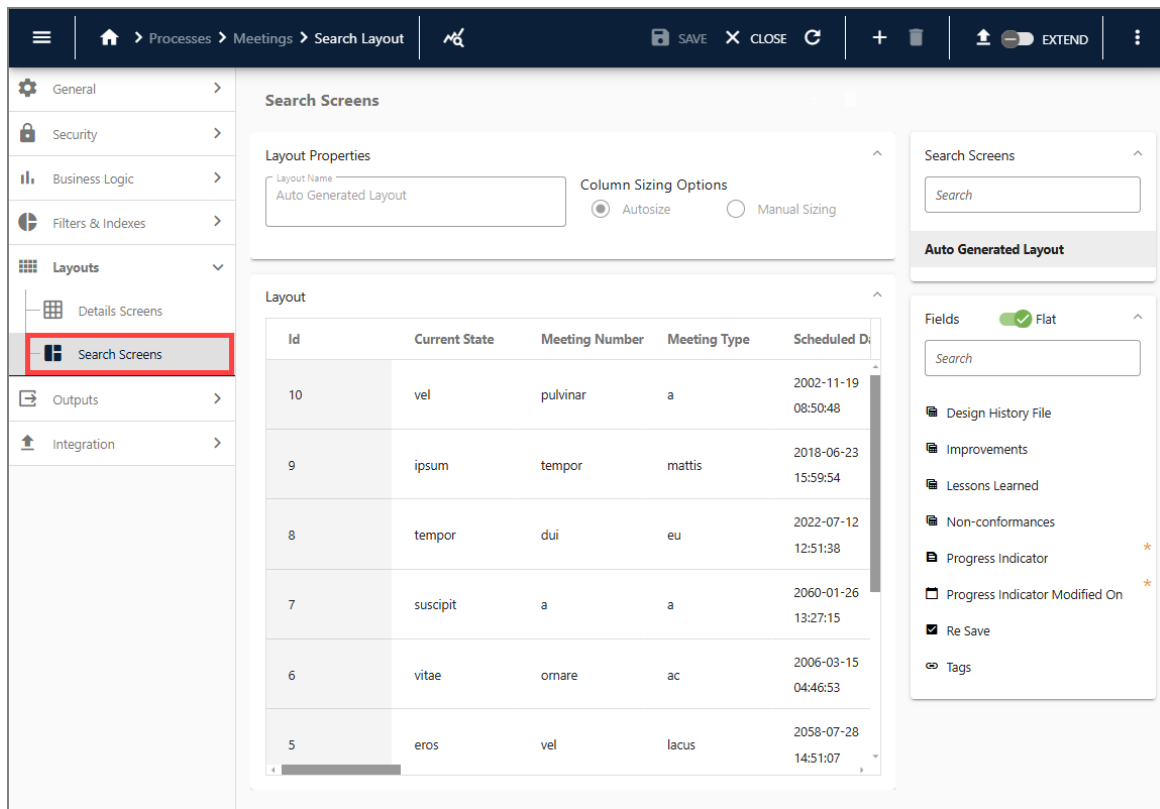 Processes > Meetings > Search Layout
SAVE CLOSE EXTEND
General
Security
Business Logic
Filters & Indexes
Layouts
Details Screens
Search Screens
Outputs
Integration
Search Screens
Layout Properties
Layout Name
Auto Generated Layout
Column Sizing Options
Autosize Manual Sizing
Layout
Id Current State Meeting Number Meeting Type Scheduled
10 vel pulvinar a 2002-11-19
08:50:48
9 ipsum tempor mattis 2018-06-23
15:59:54
8 tempor dui eu 2022-07-12
12:51:38
7 suscipit a a 2060-01-26
13:27:15
6 vitae ornare ac 2006-03-15
04:46:53
5 eros vel lacus 2058-07-28
14:51:07
Search Screens
Search
Auto Generated Layout
Fields Flat
Search
Design History File
Improvements
Lessons Learned
Non-conformances
Progress Indicator *
Progress Indicator Modified On *
Re Save
Tags